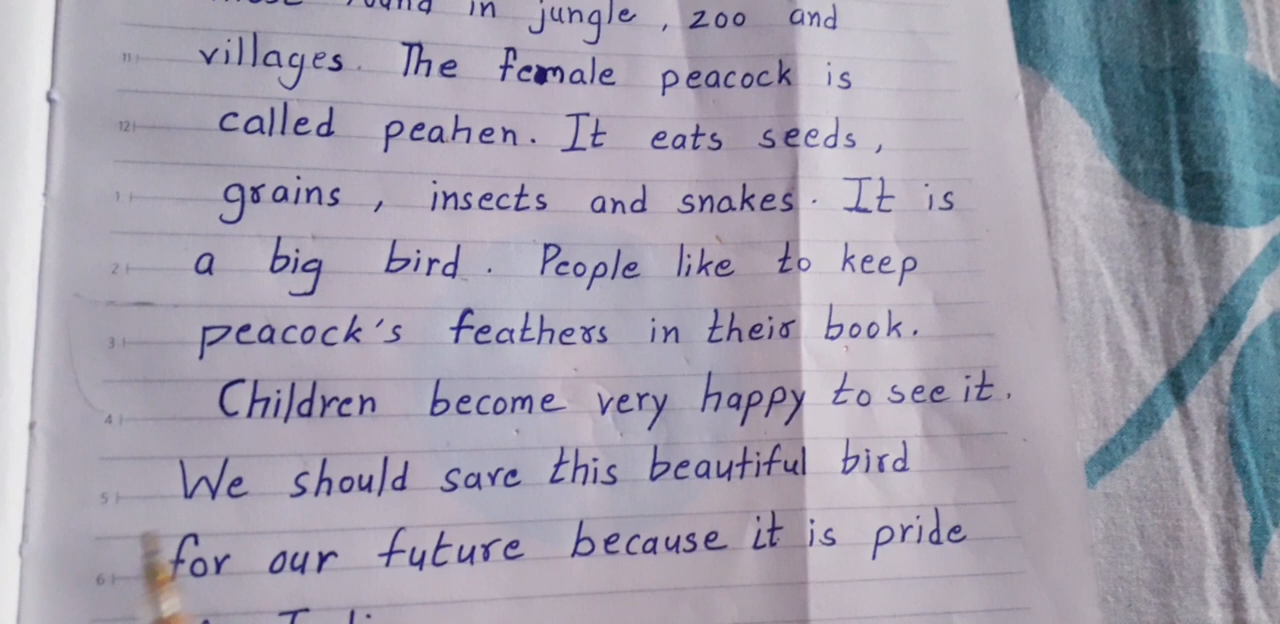 found in jungle, zoo and
villages. The female peacock is
called peahen. It eats seeds,
grains, insects and snakes. It is
a big bird. People like to keep
peacock's feathers in their book.
Children become very happy to see it.
We should save this beautiful bird
for our future because it is pride